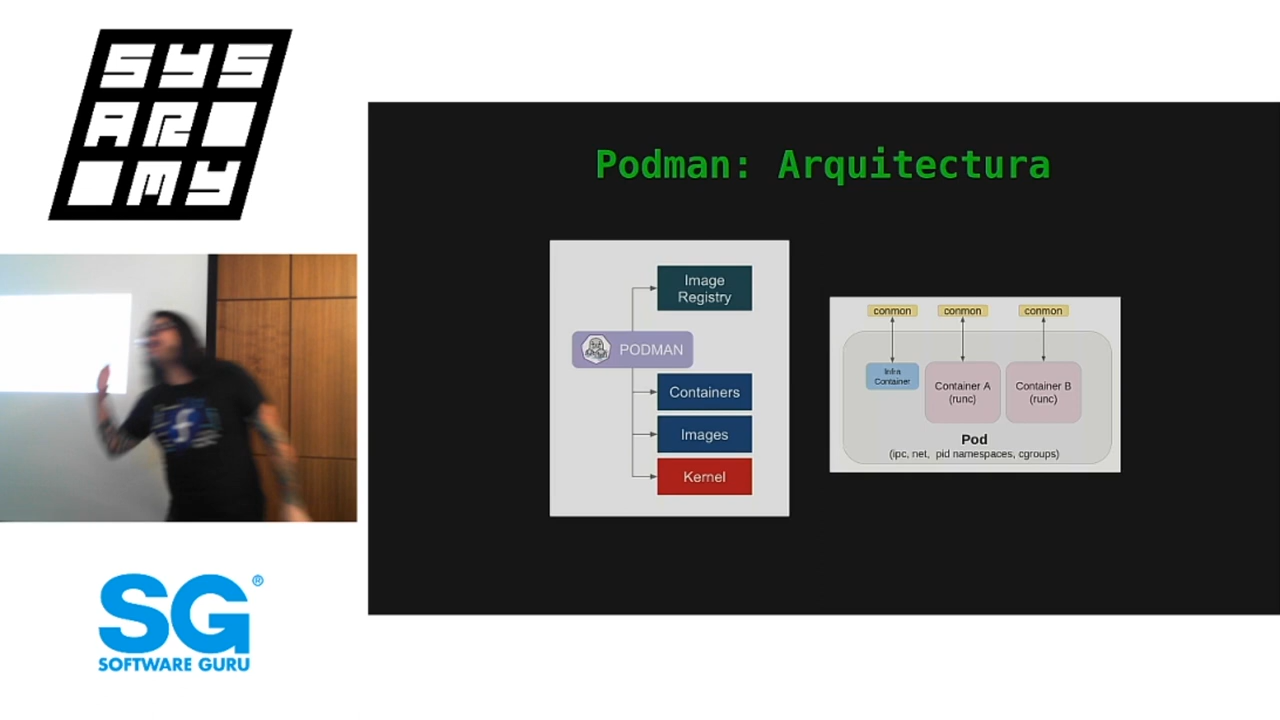 SYS
AR
MY
Podman: Arquitectura
Image
Registry
PODMAN
Containers
Images
Kernel
conmon
conmon
conmon
Infra
Container
Container A
(runc)
Container B
(runc)
Pod
(ipc, net, pid namespaces, cgroups)
SG®
SOFTWARE GURU